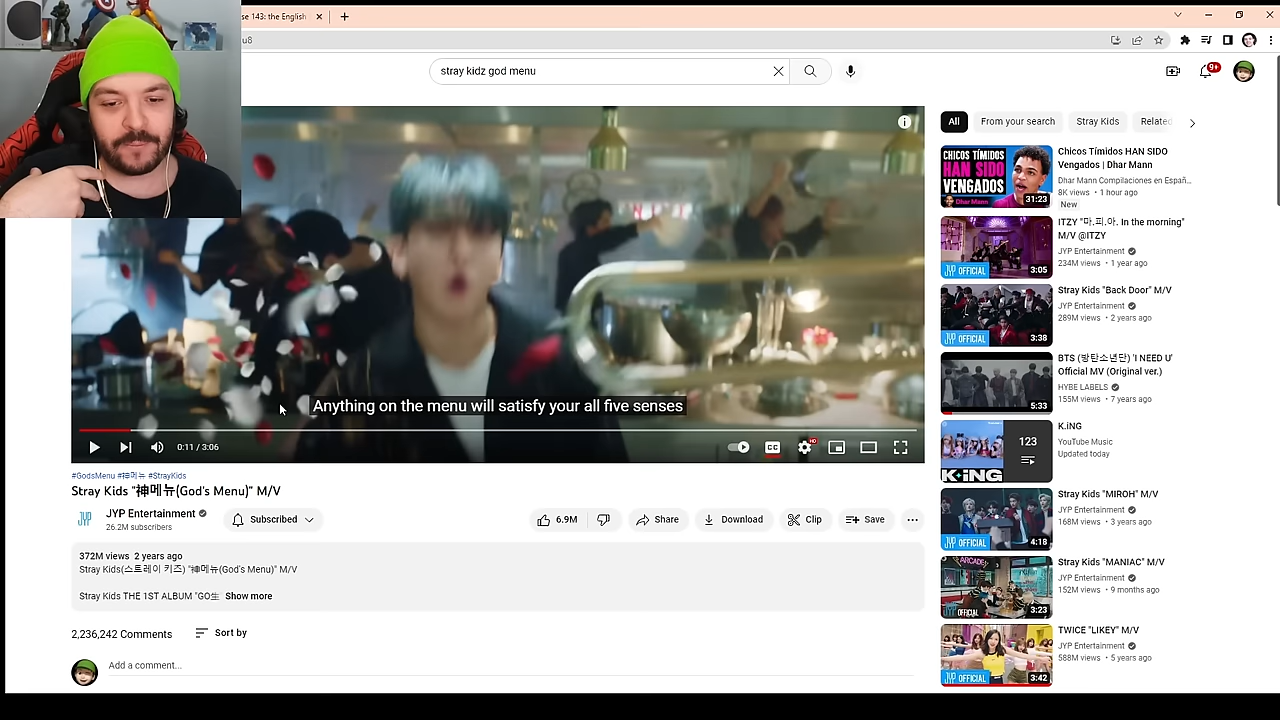 se 143: the English
u8
stray kidz god menu
9+
Anything on the menu will satisfy your all five senses
0:11 / 3:06
CC
HD
#GodsMenu #神메뉴 #StrayKids
Stray Kids "神메뉴(God's Menu)" M/V
JYP
JYP Entertainment
26.2M subscribers
Subscribed
6.9M
Share
Download
Clip
Save
372M views 2 years ago
Stray Kids(스트레이 키즈) "神메뉴(God's Menu)" M/V
Stray Kids THE 1ST ALBUM "GO生 Show more
2,236,242 Comments
Sort by
Add a comment...
All
From your search
Stray Kids
Related
CHICOS TÍMIDOS
HAN SIDO
VENGADOS
Dhar Mann
31:23
Chicos Tímidos HAN SIDO
Vengados | Dhar Mann
Dhar Mann Compilaciones en Españ...
8K views • 1 hour ago
New
JYP OFFICIAL
3:05
ITZY "마.피.아. In the morning"
M/V @ITZY
JYP Entertainment
234M views • 1 year ago
JYP OFFICIAL
3:38
Stray Kids "Back Door" M/V
JYP Entertainment
289M views • 2 years ago
5:33
BTS (방탄소년단) 'I NEED U'
Official MV (Original ver.)
HYBE LABELS
155M views • 7 years ago
K:iNG
123
K.iNG
YouTube Music
Updated today
JYP OFFICIAL
4:18
Stray Kids "MIROH" M/V
JYP Entertainment
168M views • 3 years ago
ARCADE
JYP OFFICIAL
3:23
Stray Kids "MANIAC" M/V
JYP Entertainment
152M views • 9 months ago
JYP OFFICIAL
3:42
TWICE "LIKEY" M/V
JYP Entertainment
588M views • 5 years ago